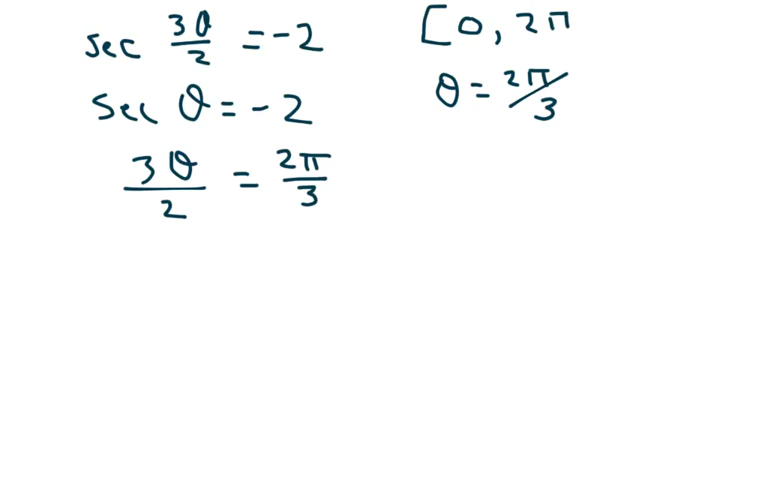 sec 3θ/2 = -2
[0, 2π
sec θ = -2
θ = 2π/3
3θ/2 = 2π/3